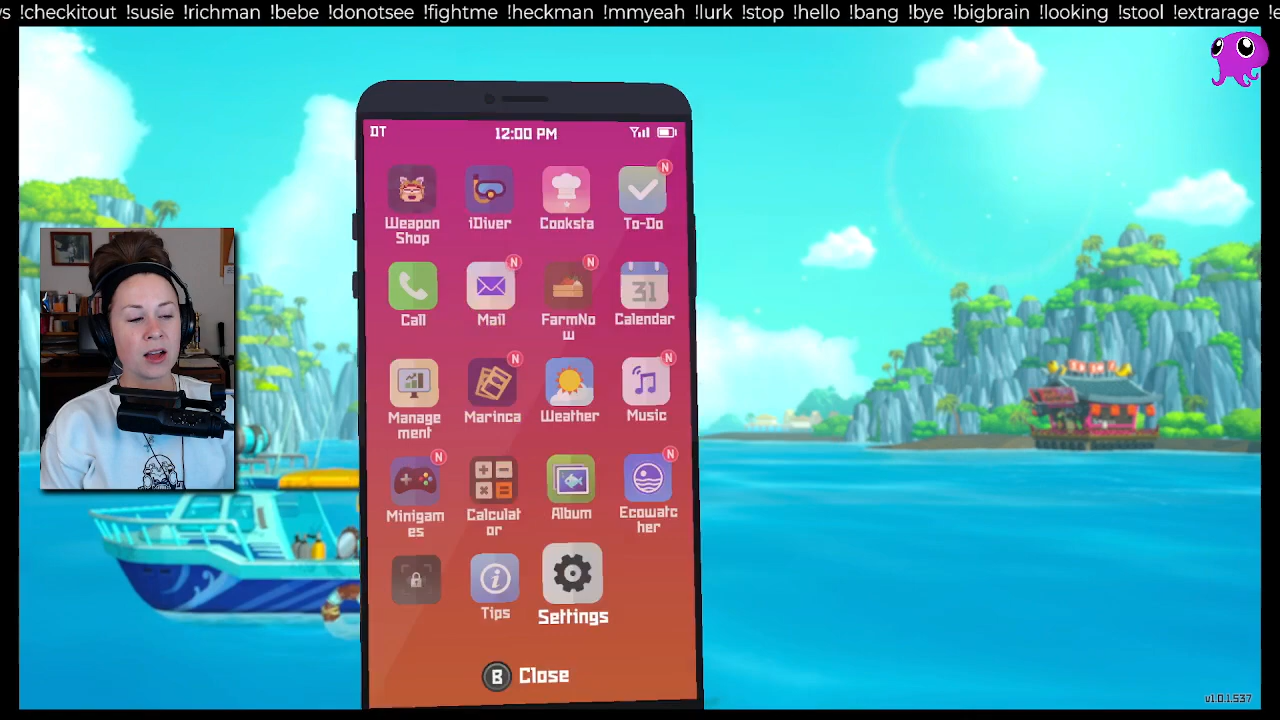 ws !checkitout !susie !richman !bebe !donotsee !fightme !heckman !mmyeah !lurk !stop !hello !bang !bye !bigbrain !looking !stool !extrarage
DT 12:00 PM
Weapon Shop
iDiver
Cooksta
N
To-Do
Call
N
Mail
N
FarmNo
w
31
Calendar
Manage
ment
N
Marinca
Weather
N
Music
N
Minigam
es
Calculat
or
Album
N
Ecowatc
her
Tips
Settings
B Close
v1.0.1.537